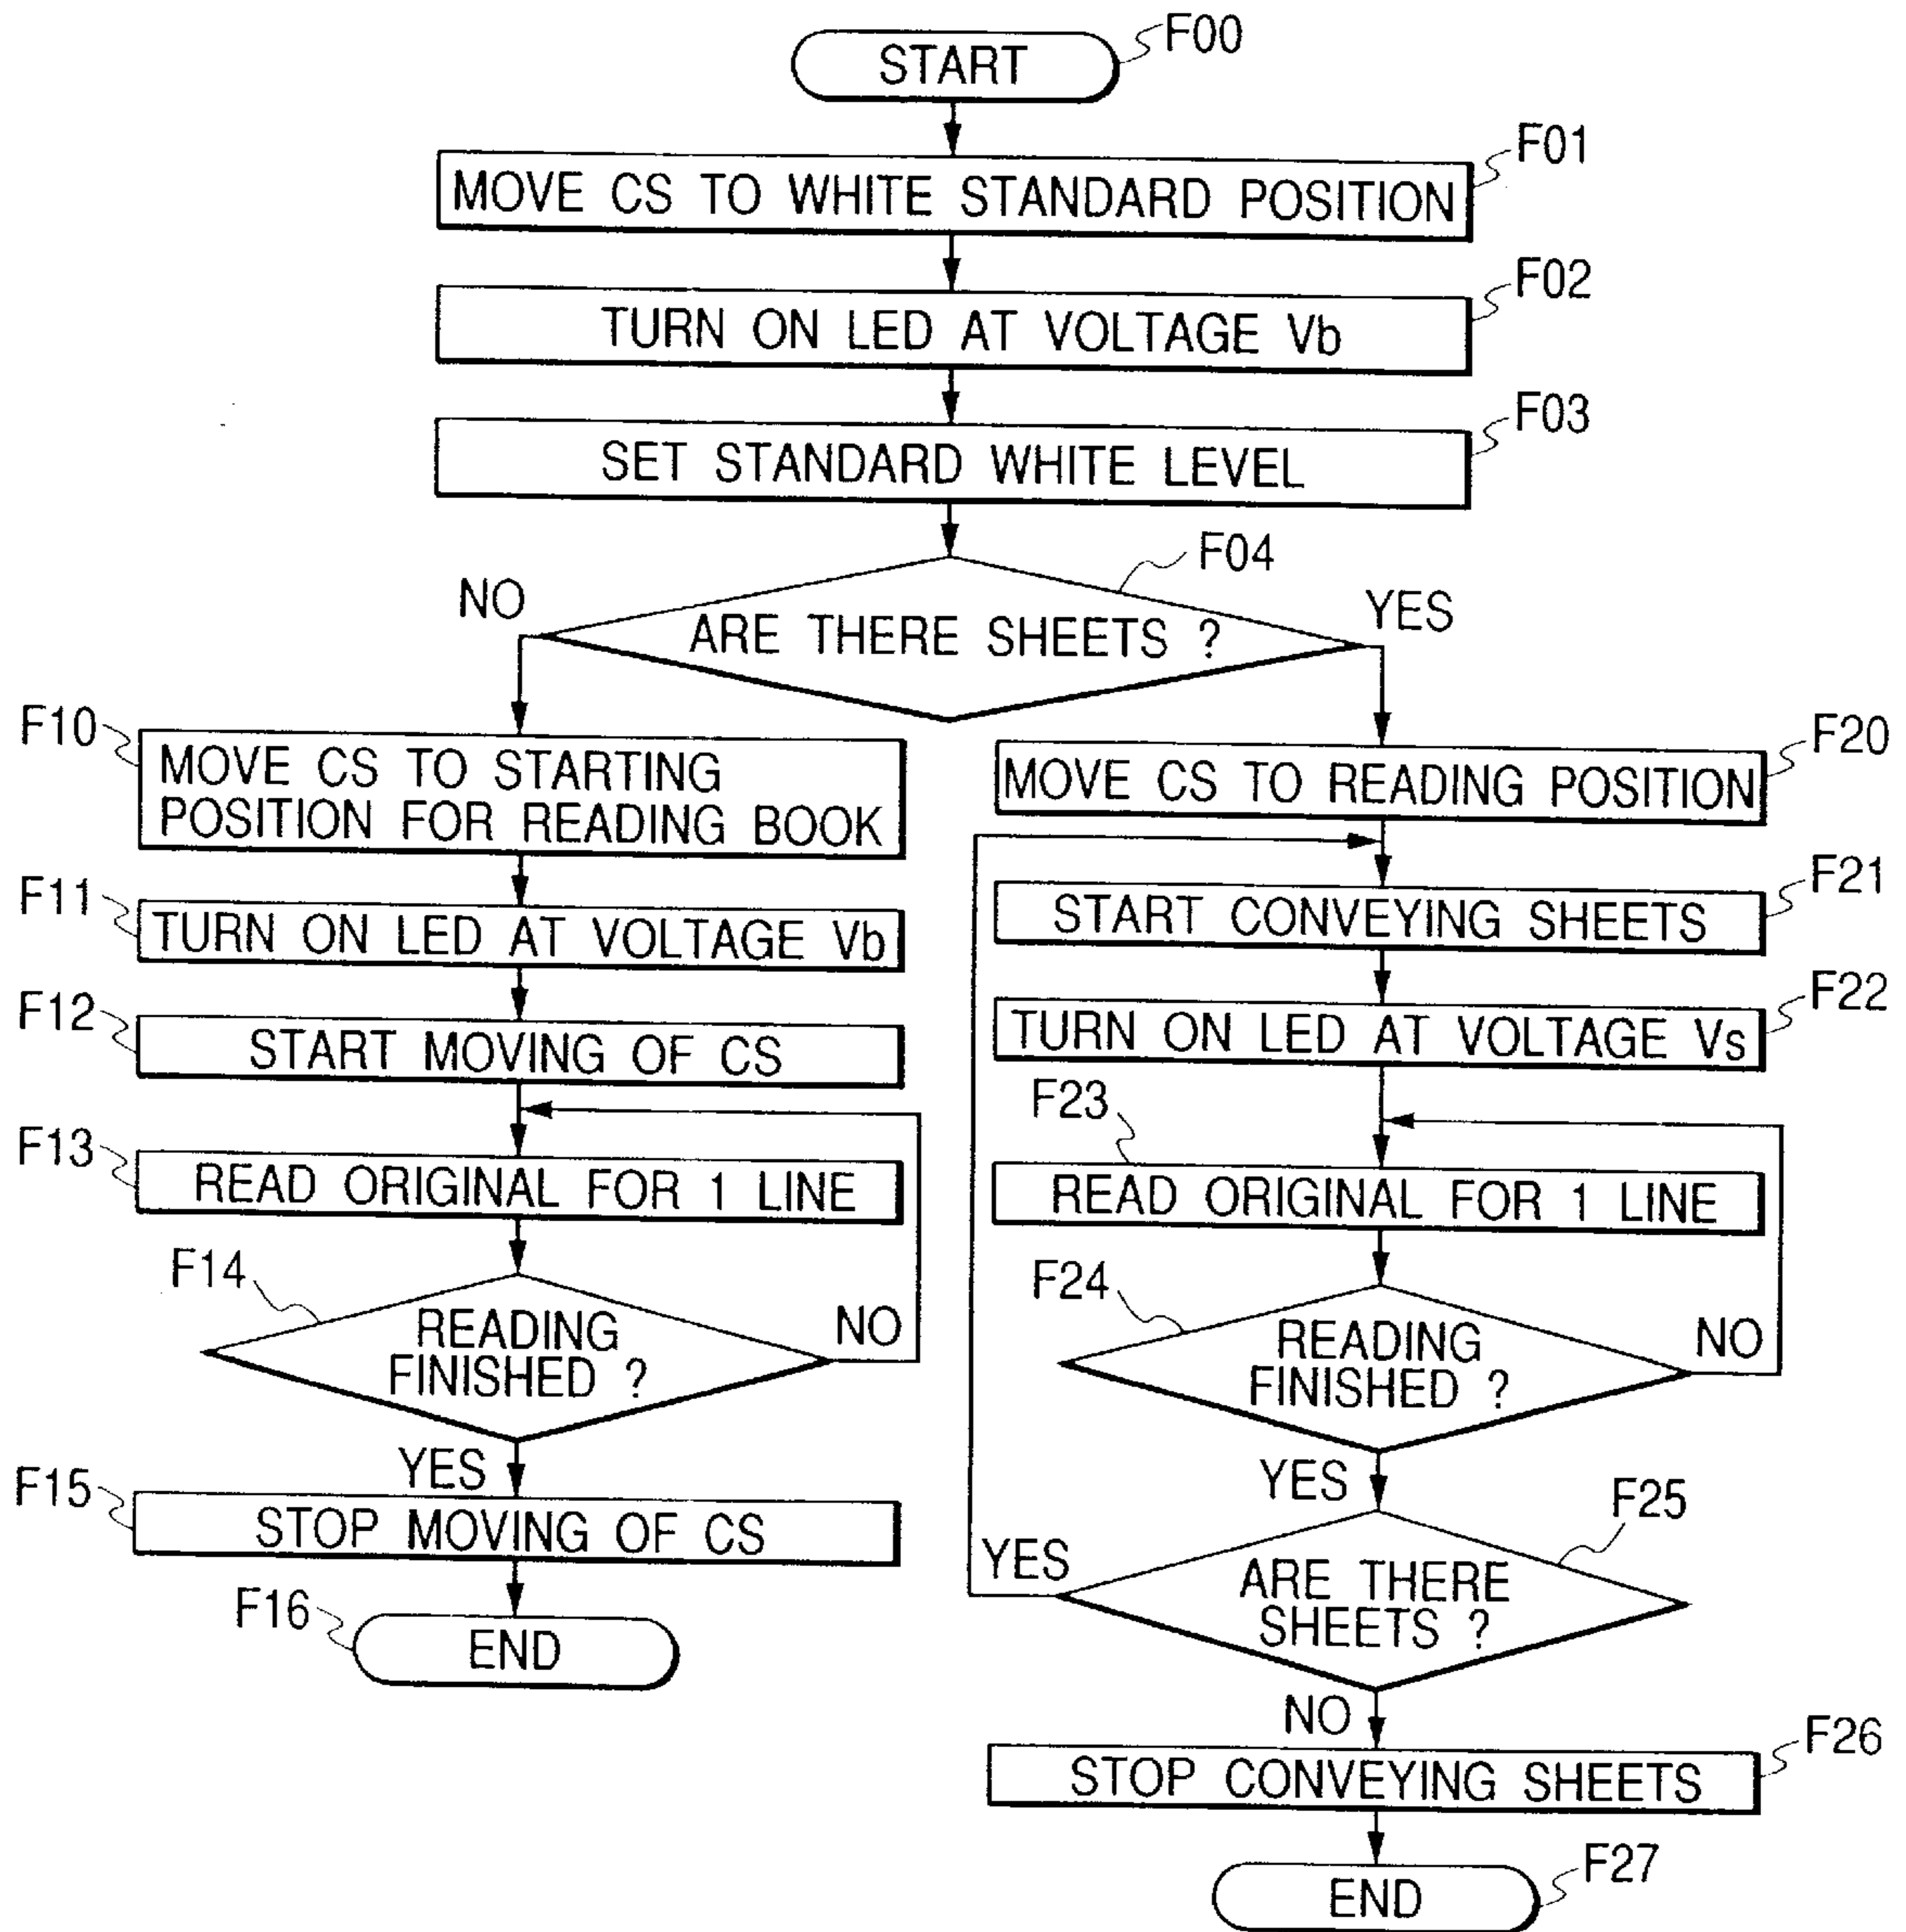 START
F00
MOVE CS TO WHITE STANDARD POSITION
F01
TURN ON LED AT VOLTAGE Vb
F02
SET STANDARD WHITE LEVEL
F03
ARE THERE SHEETS ?
F04
NO
YES
F10
MOVE CS TO STARTING
POSITION FOR READING BOOK
F11
TURN ON LED AT VOLTAGE Vb
F12
START MOVING OF CS
F13
READ ORIGINAL FOR 1 LINE
F14
READING
FINISHED ?
NO
YES
F15
STOP MOVING OF CS
F16
END
F20
MOVE CS TO READING POSITION
F21
START CONVEYING SHEETS
F22
TURN ON LED AT VOLTAGE Vs
F23
READ ORIGINAL FOR 1 LINE
F24
READING
FINISHED ?
NO
YES
F25
ARE THERE
SHEETS ?
YES
NO
F26
STOP CONVEYING SHEETS
F27
END